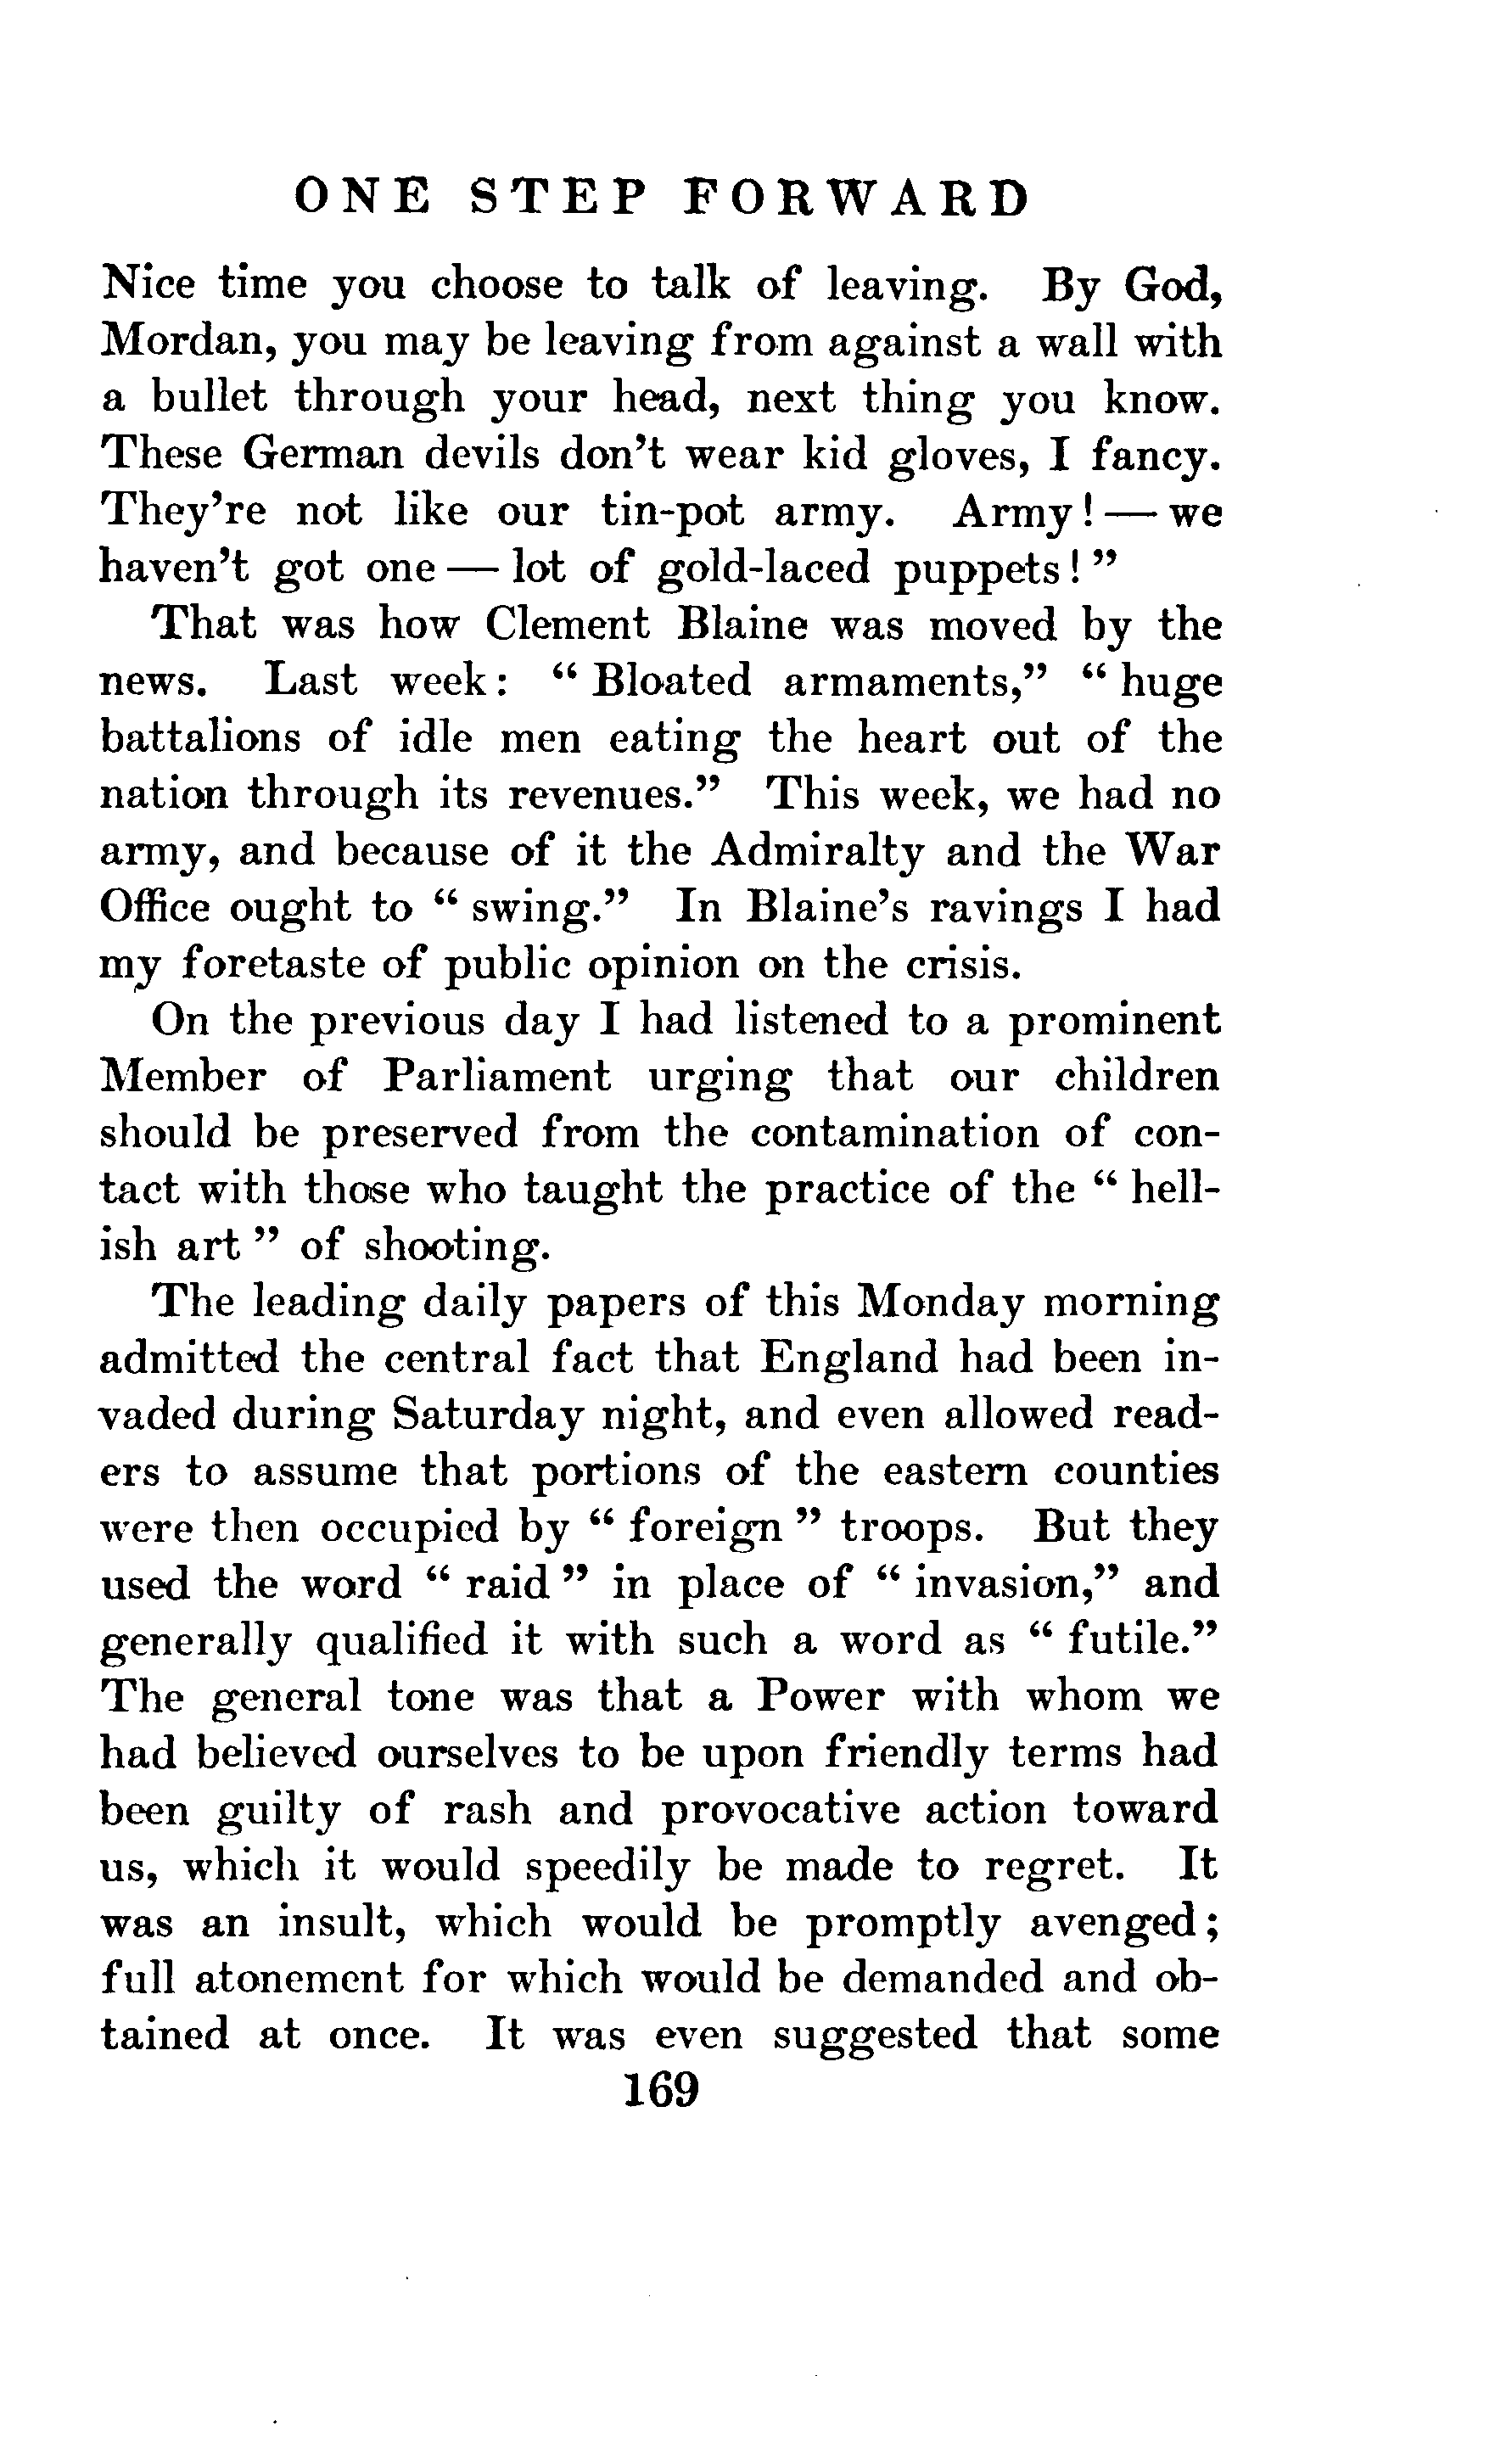 ONE STEP FORWARD
Nice time you choose to talk of leaving. By God,
Mordan, you may be leaving from against a wall with
a bullet through your head, next thing you know.
These German devils don't wear kid gloves, I fancy.
They're not like our tin-pot army. Army! — we
haven't got one — lot of gold-laced puppets! ”
That was how Clement Blaine was moved by the
news. Last week: “ Bloated armaments,” “ huge
battalions of idle men eating the heart out of the
nation through its revenues.” This week, we had no
army, and because of it the Admiralty and the War
Office ought to “ swing.” In Blaine's ravings I had
my foretaste of public opinion on the crisis.
On the previous day I had listened to a prominent
Member of Parliament urging that our children
should be preserved from the contamination of con-
tact with those who taught the practice of the “ hell-
ish art ” of shooting.
The leading daily papers of this Monday morning
admitted the central fact that England had been in-
vaded during Saturday night, and even allowed read-
ers to assume that portions of the eastern counties
were then occupied by “ foreign ” troops. But they
used the word “ raid ” in place of “ invasion,” and
generally qualified it with such a word as “ futile.”
The general tone was that a Power with whom we
had believed ourselves to be upon friendly terms had
been guilty of rash and provocative action toward
us, which it would speedily be made to regret. It
was an insult, which would be promptly avenged;
full atonement for which would be demanded and ob-
tained at once. It was even suggested that some
169